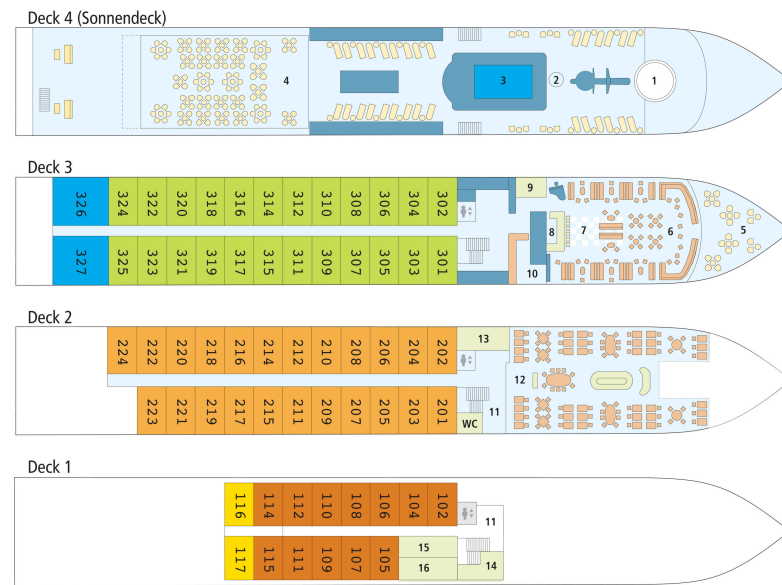 Deck 4 (Sonnendeck)
4 3 2 1
Deck 3
326 324 322 320 318 316 314 312 310 308 306 304 302 9
8 7 6 5
327 325 323 321 319 317 315 311 309 307 305 303 301 10
Deck 2
224 222 220 218 216 214 212 210 208 206 204 202 13
12
223 221 219 217 215 211 209 207 205 203 201 WC 11
Deck 1
116 114 112 110 108 106 104 102 11
117 115 111 109 107 105 15
16 14